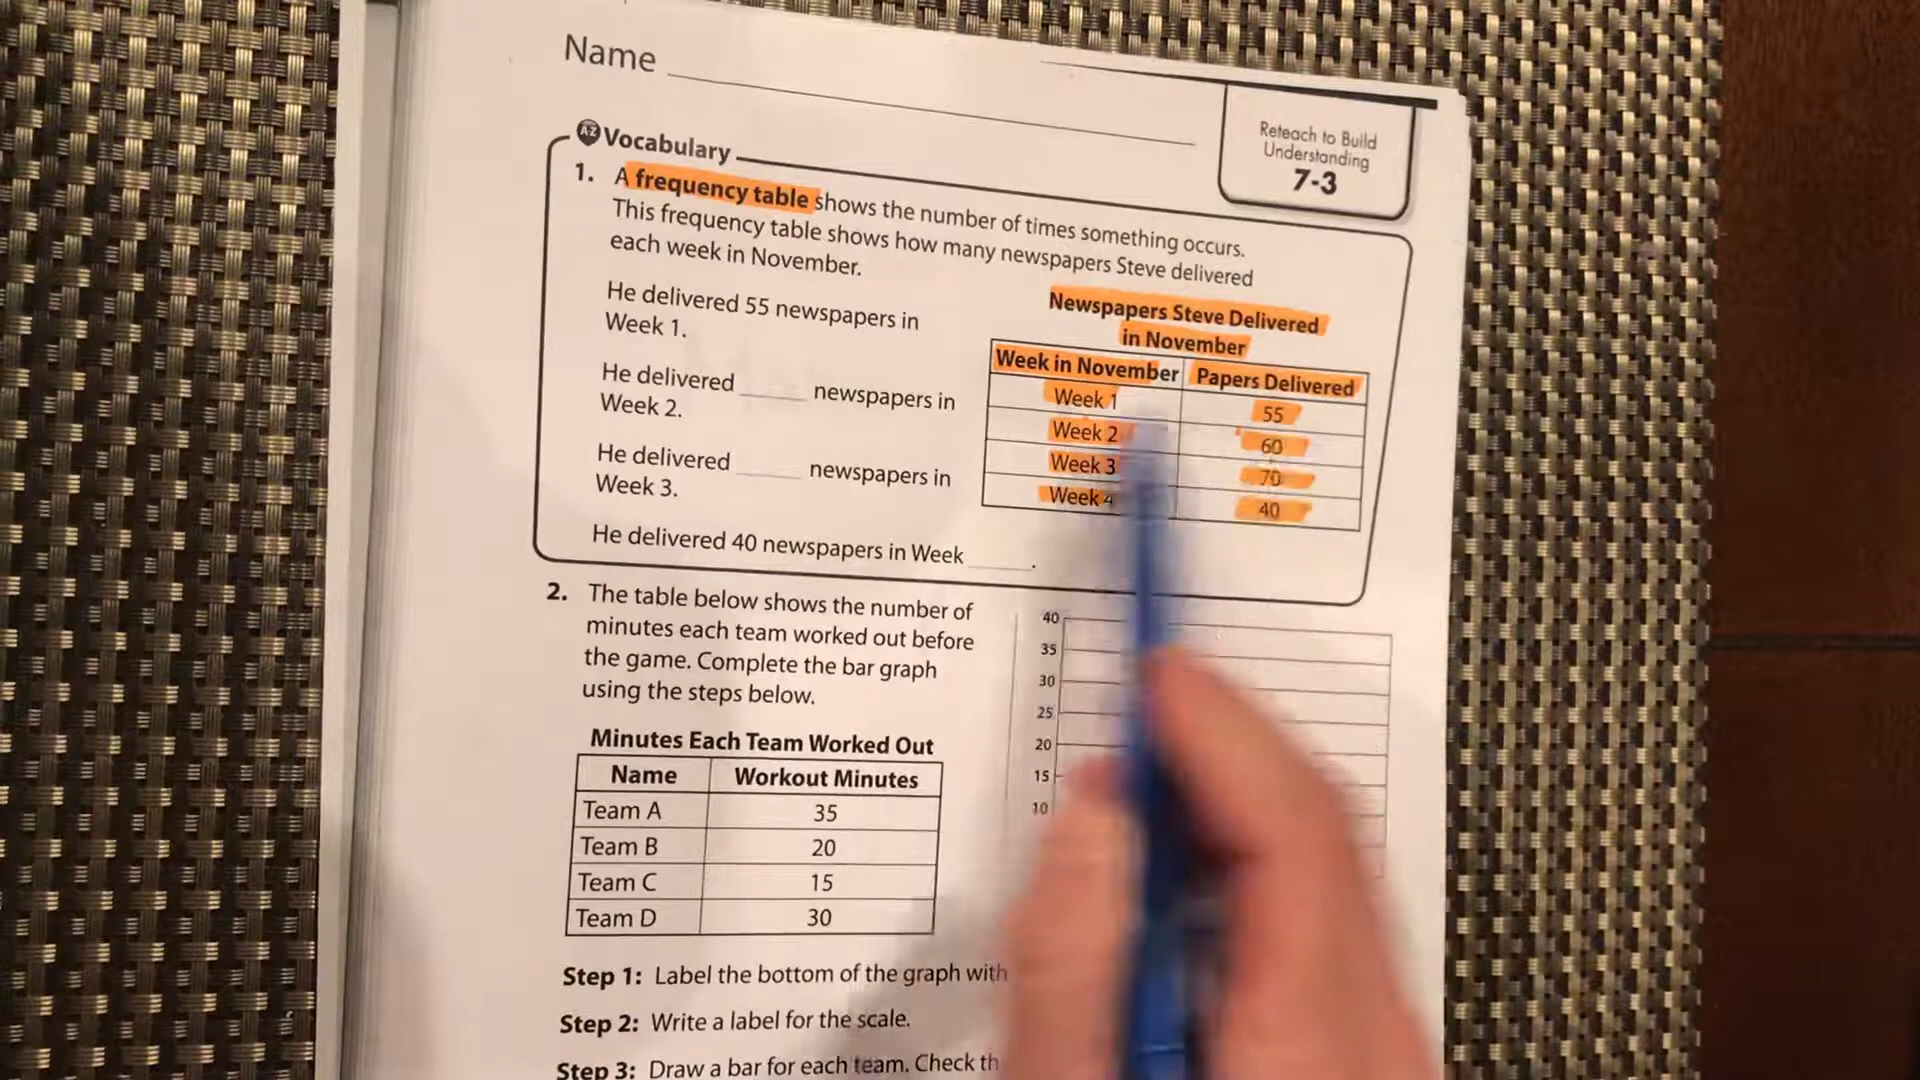 Name
Reteach to Build
Understanding
7-3
A-Z Vocabulary
1. A frequency table shows the number of times something occurs.
This frequency table shows how many newspapers Steve delivered
each week in November.
He delivered 55 newspapers in
Week 1.
He delivered ____ newspapers in
Week 2.
He delivered ____ newspapers in
Week 3.
He delivered 40 newspapers in Week ____.
Newspapers Steve Delivered
in November
Week in November Papers Delivered
Week 1 55
Week 2 60
Week 3 70
Week 4 40
2. The table below shows the number of
minutes each team worked out before
the game. Complete the bar graph
using the steps below.
Minutes Each Team Worked Out
Name Workout Minutes
Team A 35
Team B 20
Team C 15
Team D 30
40
35
30
25
20
15
10
Step 1: Label the bottom of the graph with
Step 2: Write a label for the scale.
Step 3: Draw a bar for each team. Check th